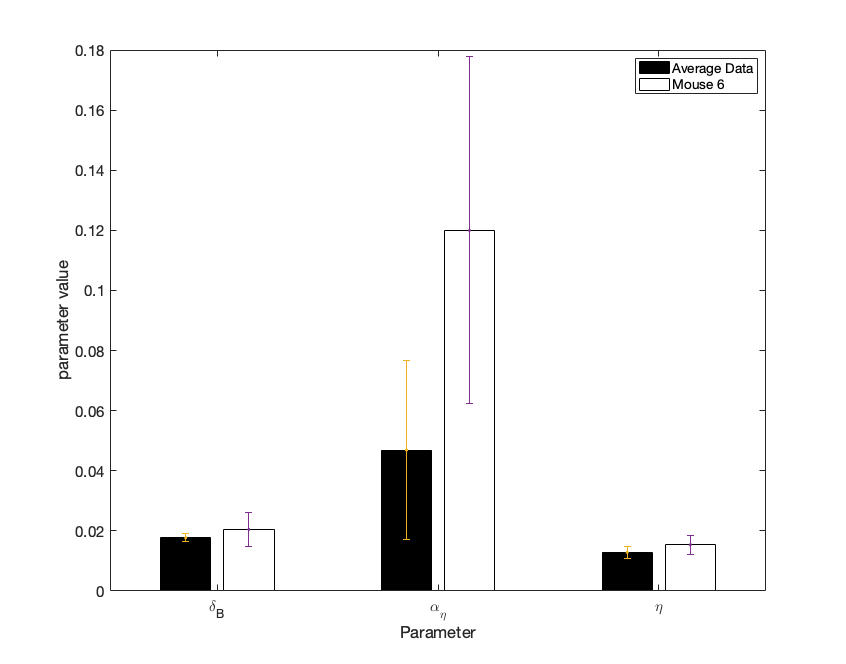 0.18
0.16
0.14
0.12
0.1
0.08
0.06
0.04
0.02
0
parameter value
Average Data
Mouse 6
δB
αη
η
Parameter